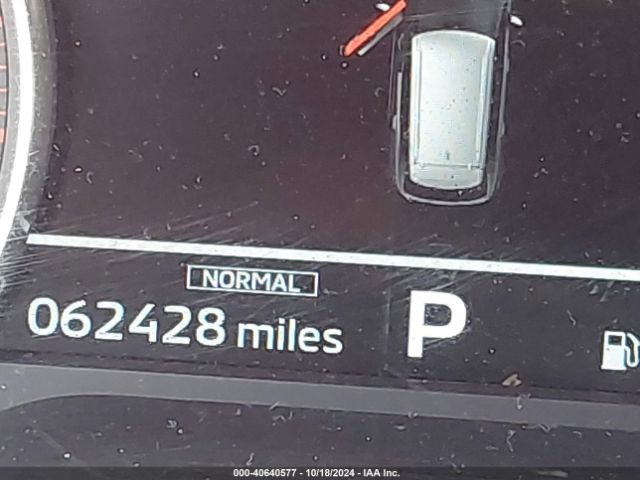 NORMAL
062428 miles P
000-40640577 - 10/18/2024 - IAA Inc.